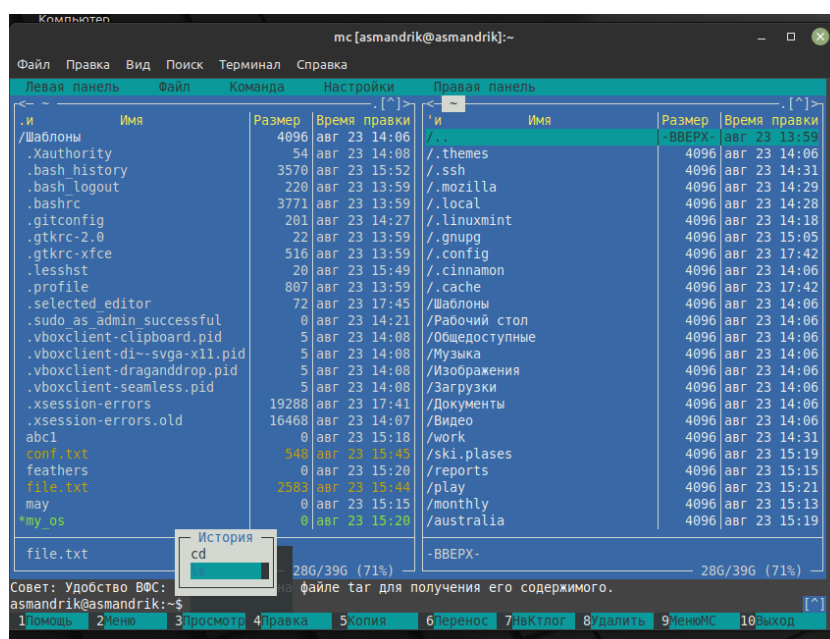 Компьютер
mc [asmandrik@asmandrik]:~
Файл Правка Вид Поиск Терминал Справка
Левая панель Файл Команда Настройки Правая панель
<— ~ .[^]> <— ~ .[^]>
.и Имя Размер Время правки 'и Имя Размер Время правки
/Шаблоны 4096 авг 23 14:06 /.. -ВВЕРХ- авг 23 13:59
.Xauthority 54 авг 23 14:08 /.themes 4096 авг 23 14:06
.bash_history 3570 авг 23 15:52 /.ssh 4096 авг 23 14:31
.bash_logout 220 авг 23 13:59 /.mozilla 4096 авг 23 14:29
.bashrc 3771 авг 23 13:59 /.local 4096 авг 23 14:28
.gitconfig 201 авг 23 14:27 /.linuxmint 4096 авг 23 14:18
.gtkrc-2.0 22 авг 23 13:59 /.gnupg 4096 авг 23 15:05
.gtkrc-xfce 516 авг 23 13:59 /.config 4096 авг 23 17:42
.lesshst 20 авг 23 15:49 /.cinnamon 4096 авг 23 14:06
.profile 807 авг 23 13:59 /.cache 4096 авг 23 17:42
.selected_editor 72 авг 23 17:45 /Шаблоны 4096 авг 23 14:06
.sudo_as_admin_successful 0 авг 23 14:21 /Рабочий стол 4096 авг 23 14:06
.vboxclient-clipboard.pid 5 авг 23 14:08 /Общедоступные 4096 авг 23 14:06
.vboxclient-di~-svga-x11.pid 5 авг 23 14:08 /Музыка 4096 авг 23 14:06
.vboxclient-draganddrop.pid 5 авг 23 14:08 /Изображения 4096 авг 23 14:06
.vboxclient-seamless.pid 5 авг 23 14:08 /Загрузки 4096 авг 23 14:06
.xsession-errors 19288 авг 23 17:41 /Документы 4096 авг 23 14:06
.xsession-errors.old 16468 авг 23 14:07 /Видео 4096 авг 23 14:06
abc1 0 авг 23 15:18 /work 4096 авг 23 14:31
conf.txt 548 авг 23 15:45 /ski.plases 4096 авг 23 15:19
feathers 0 авг 23 15:20 /reports 4096 авг 23 15:15
file.txt 2583 авг 23 15:44 /play 4096 авг 23 15:21
may 0 авг 23 15:15 /monthly 4096 авг 23 15:13
*my_os 0 авг 23 15:20 /australia 4096 авг 23 15:19
История
file.txt cd -ВВЕРХ-
ls 28G/39G (71%) 28G/39G (71%)
Совет: Удобство ВФС: на файле tar для получения его содержимого.
asmandrik@asmandrik:~$ [^]
1Помощь 2Меню 3Просмотр 4Правка 5Копия 6Перенос 7НвКтлог 8Удалить 9МенюМС 10Выход